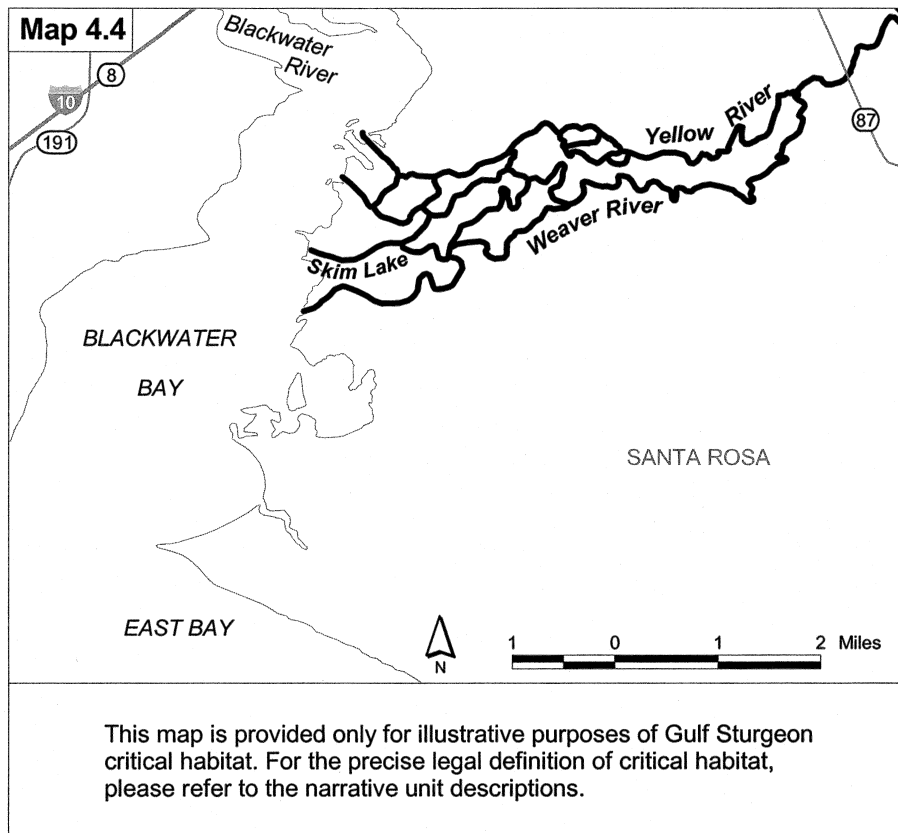 Map 4.4
Blackwater
River
8
10
191
Yellow River
87
Weaver River
Skim Lake
BLACKWATER
BAY
SANTA ROSA
EAST BAY
N
1 0 1 2 Miles
This map is provided only for illustrative purposes of Gulf Sturgeon
critical habitat. For the precise legal definition of critical habitat,
please refer to the narrative unit descriptions.